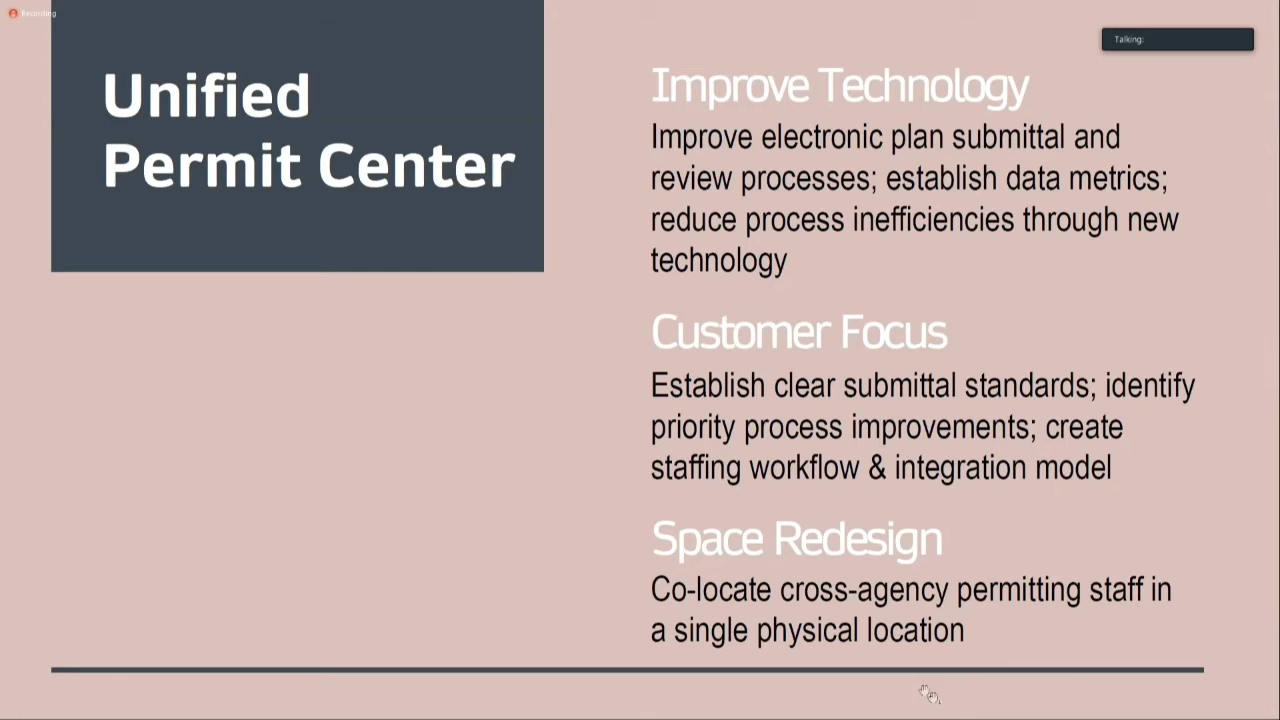 Recording
Talking:
Unified
Permit Center
Improve Technology
Improve electronic plan submittal and
review processes; establish data metrics;
reduce process inefficiencies through new
technology
Customer Focus
Establish clear submittal standards; identify
priority process improvements; create
staffing workflow & integration model
Space Redesign
Co-locate cross-agency permitting staff in
a single physical location